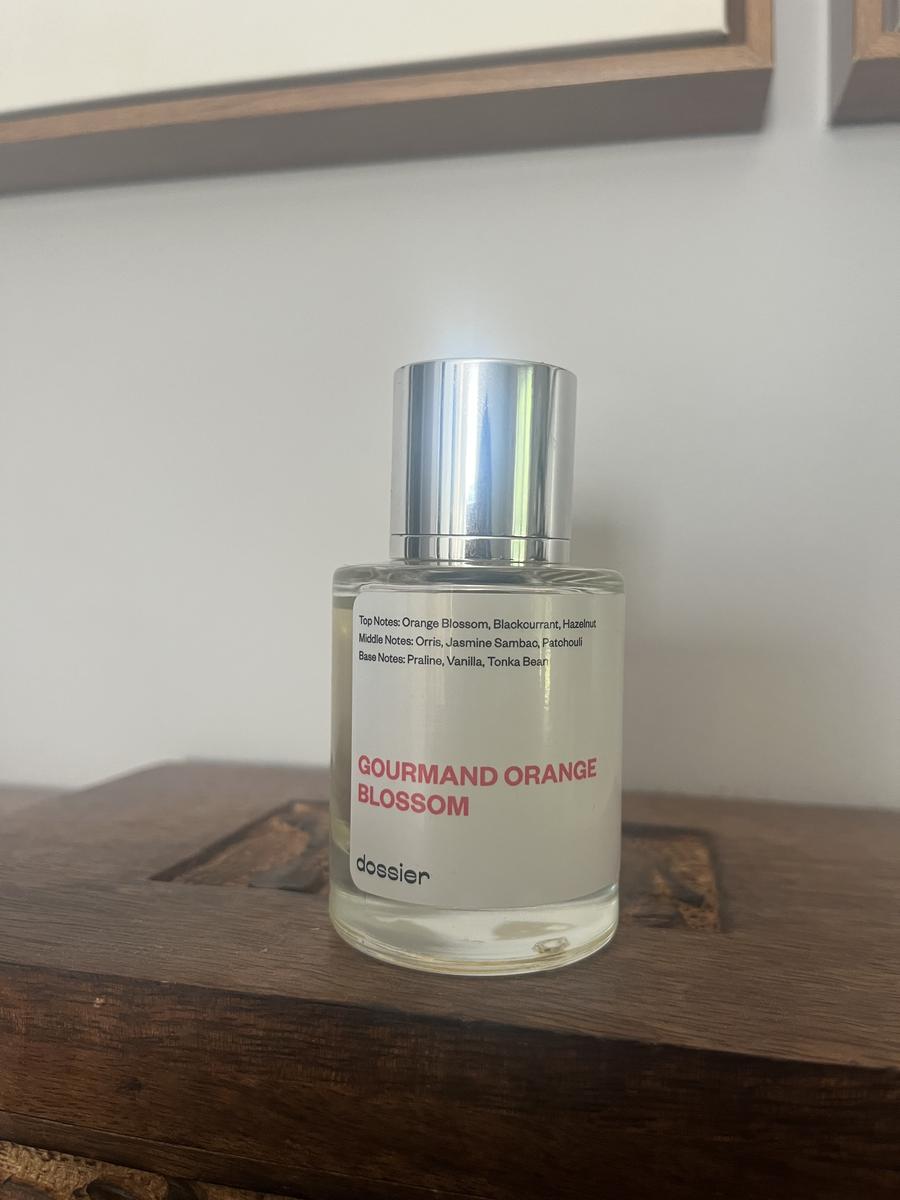 Top Notes: Orange Blossom, Blackcurrant, Hazelnut
Middle Notes: Orris, Jasmine Sambac, Patchouli
Base Notes: Praline, Vanilla, Tonka Bean
GOURMAND ORANGE
BLOSSOM
dossier